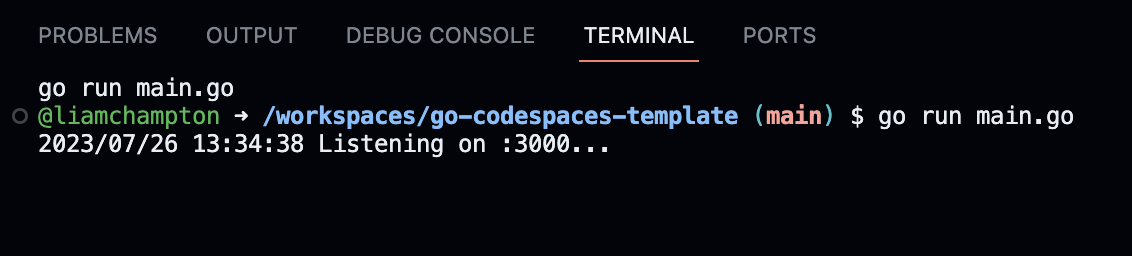 PROBLEMS OUTPUT DEBUG CONSOLE TERMINAL PORTS
go run main.go
@liamchampton ➜ /workspaces/go-codespaces-template (main) $ go run main.go
2023/07/26 13:34:38 Listening on :3000...